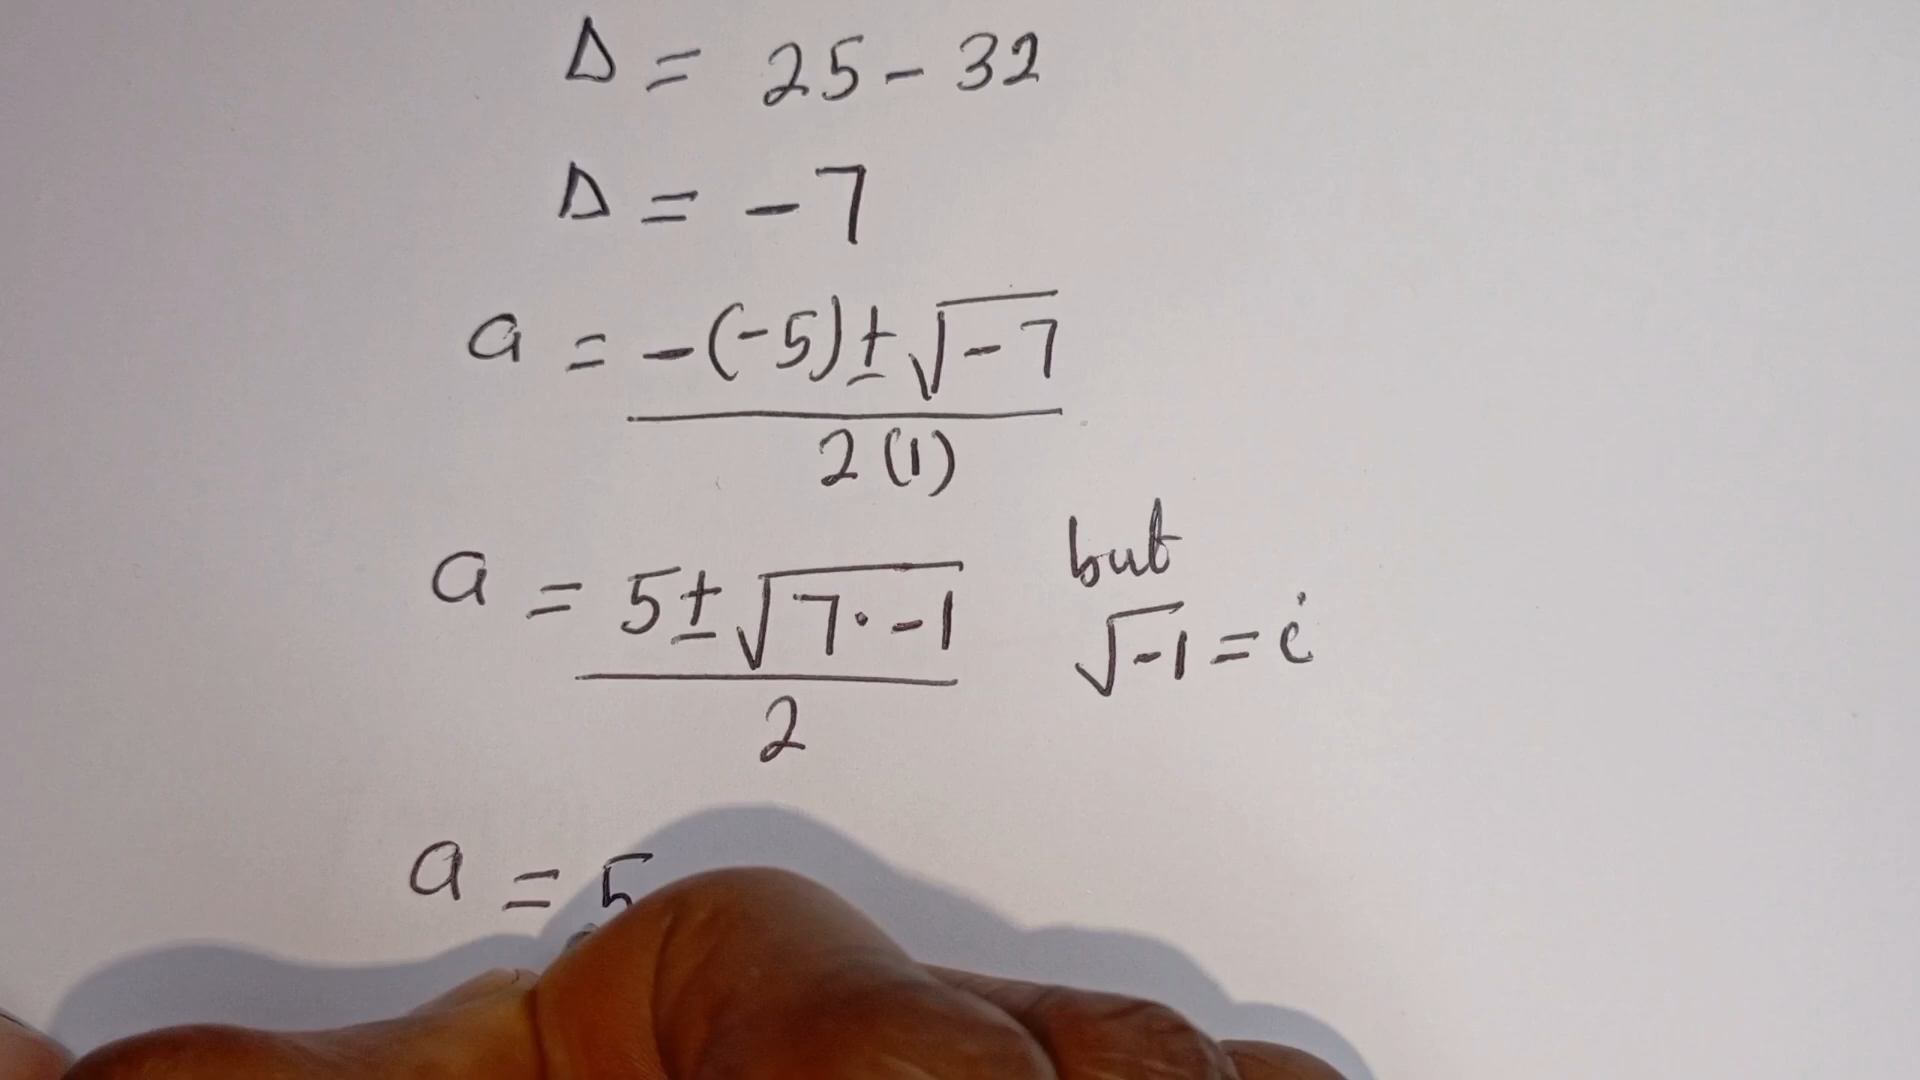 Δ = 25 - 32
Δ = -7
a = -(-5) ± √-7
2(1)
a = 5 ± √7·-1
2
but
√-1 = i
a = 5